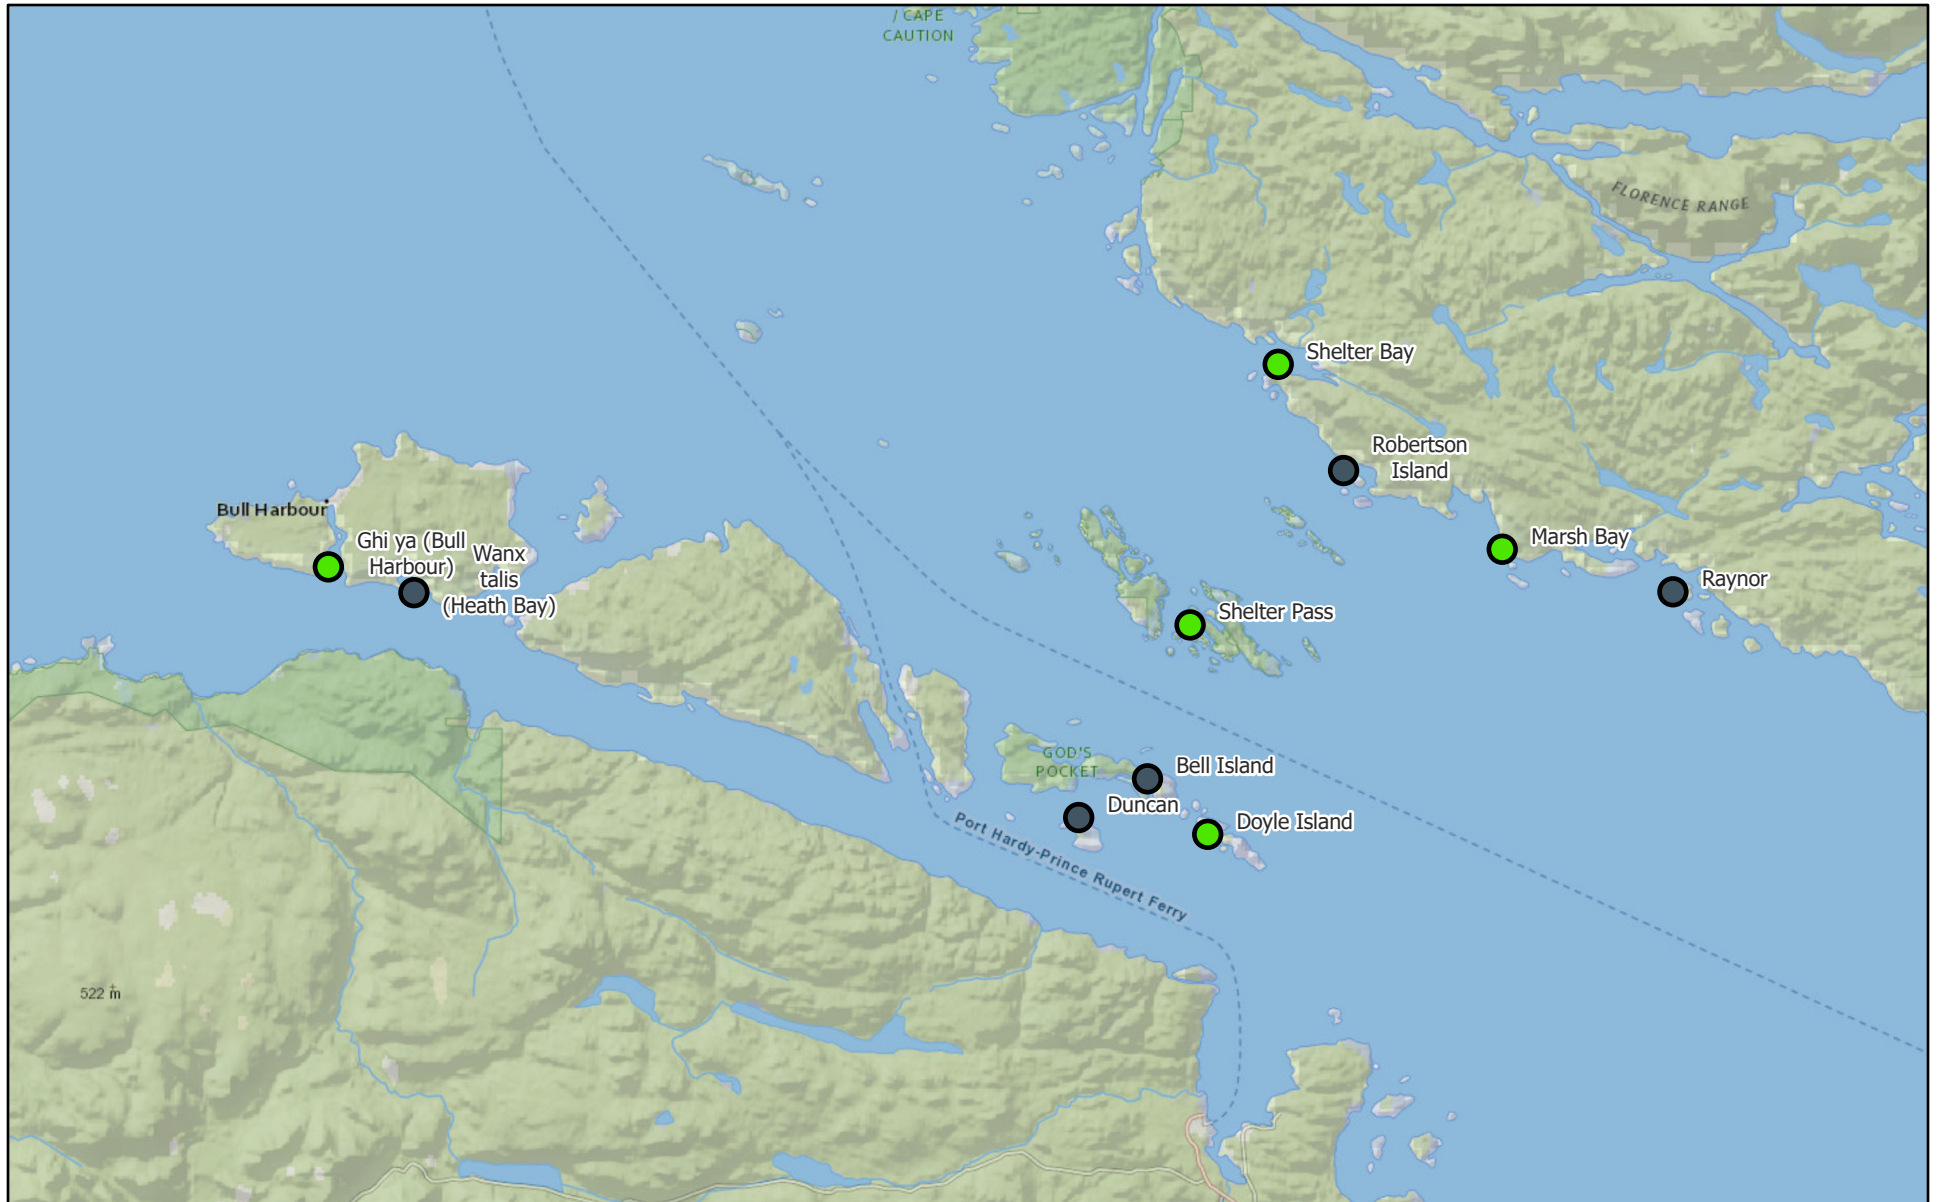 / CAPE
CAUTION
FLORENCE RANGE
Shelter Bay
Robertson
Island
Bull Harbour
Ghi ya (Bull
Harbour)
Wanx
talis
(Heath Bay)
Marsh Bay
Raynor
Shelter Pass
GOD'S
POCKET
Bell Island
Duncan
Doyle Island
Port Hardy-Prince Rupert Ferry
522 m